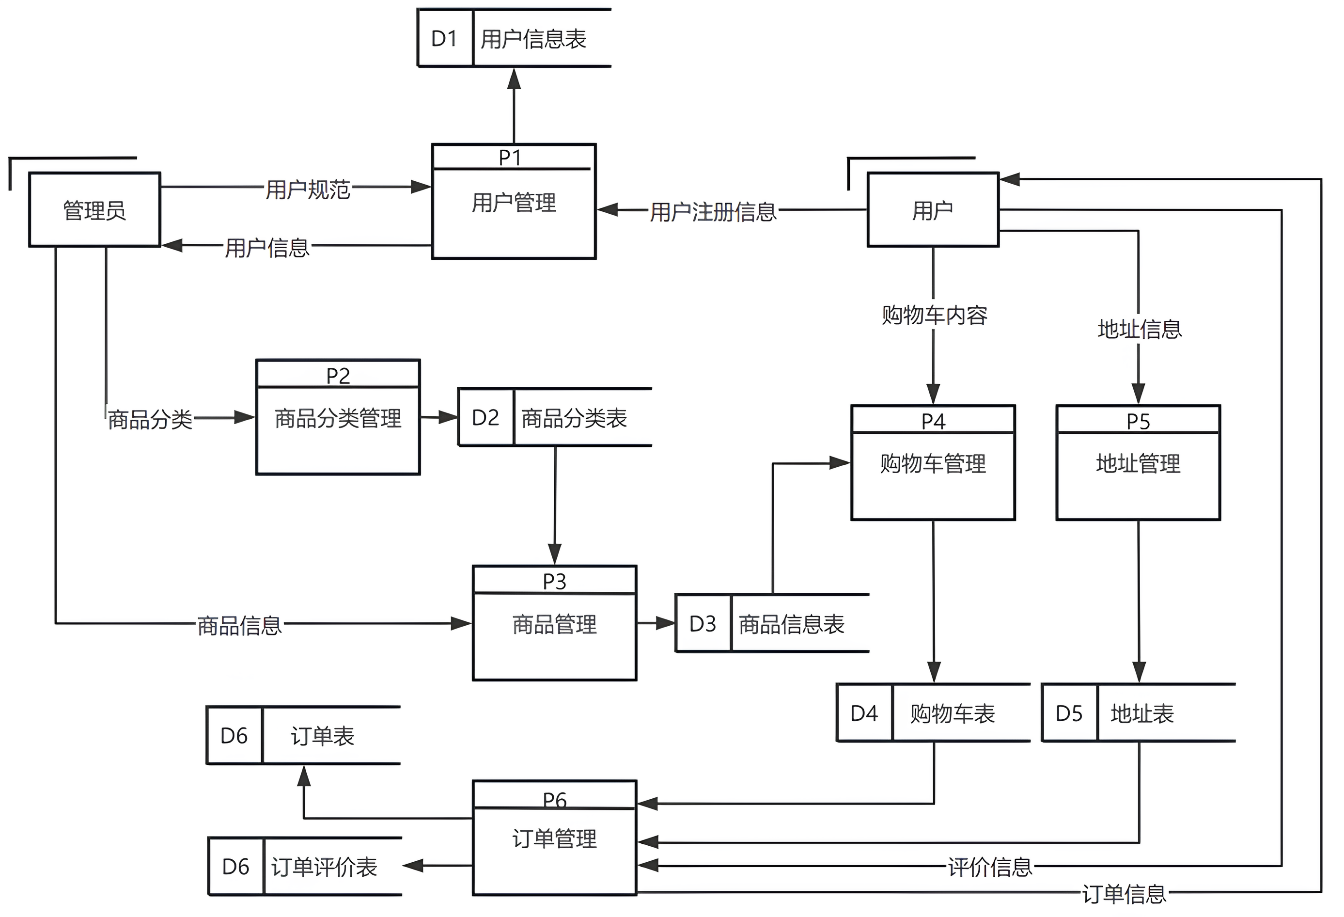 D1 用户信息表
P1
用户管理
管理员
用户规范
用户信息
用户注册信息
用户
购物车内容
地址信息
P2
商品分类管理
商品分类
D2 商品分类表
P4
购物车管理
P5
地址管理
P3
商品管理
商品信息
D3 商品信息表
D4 购物车表
D5 地址表
D6 订单表
P6
订单管理
D6 订单评价表
评价信息
订单信息